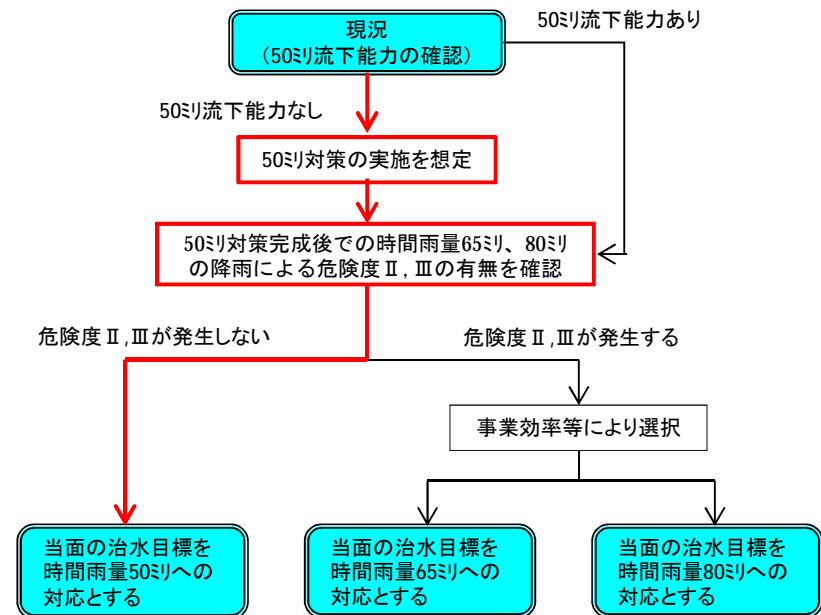 現況
（50ﾐﾘ流下能力の確認）
50ﾐﾘ流下能力あり
50ﾐﾘ流下能力なし
50ﾐﾘ対策の実施を想定
50ﾐﾘ対策完成後での時間雨量65ﾐﾘ、80ﾐﾘ
の降雨による危険度Ⅱ,Ⅲの有無を確認
危険度Ⅱ,Ⅲが発生しない
危険度Ⅱ,Ⅲが発生する
事業効率等により選択
当面の治水目標を
時間雨量50ﾐﾘへの
対応とする
当面の治水目標を
時間雨量65ﾐﾘへの
対応とする
当面の治水目標を
時間雨量80ﾐﾘへの
対応とする